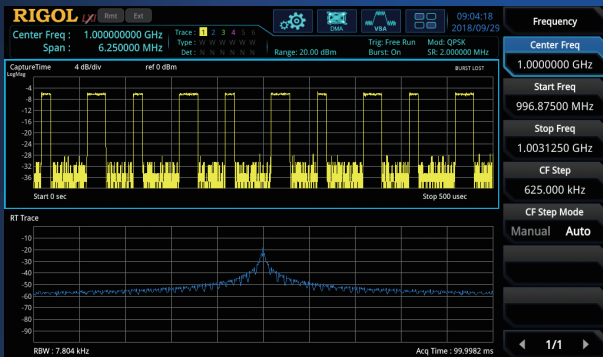 RIGOL LXI Rmt Ext
09:04:18
2018/09/29
DMA VSA
Center Freq : 1.000000000 GHz
Span : 6.250000 MHz
Trace : 1 2 3 4 5 6
Type : W W W W W W
Det : N N N N N N
Range: 20.00 dBm
Trig: Free Run
Burst: On
Mod: QPSK
SR: 2.000000 MHz
CaptureTime 4 dB/div ref 0 dBm BURST LOST
LogMag
-4
-8
-12
-16
-20
-24
-28
-32
-36
Start 0 sec Stop 500 usec
RT Trace
-10
-20
-30
-40
-50
-60
-70
-80
-90
RBW : 7.804 kHz Acq Time : 99.9982 ms
Frequency
Center Freq
1.0000000 GHz
Start Freq
996.87500 MHz
Stop Freq
1.0031250 GHz
CF Step
625.000 kHz
CF Step Mode
Manual Auto
1/1